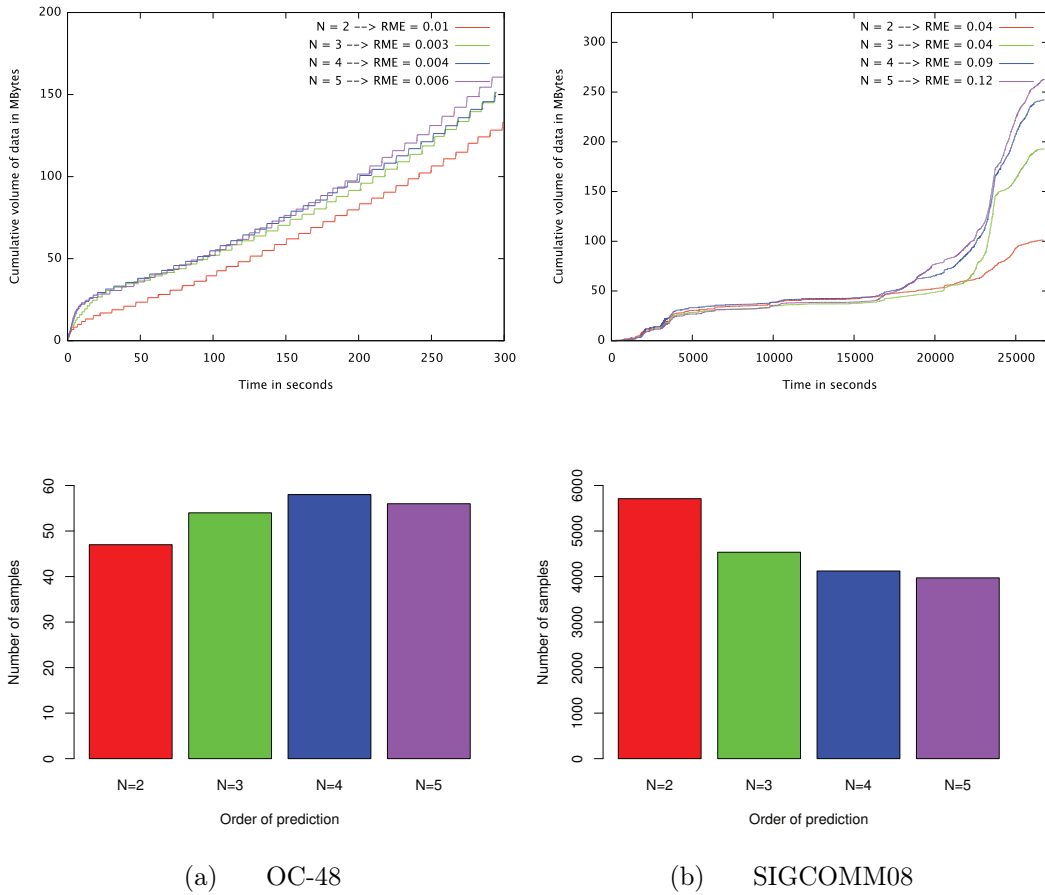 N = 2 --> RME = 0.01
N = 3 --> RME = 0.003
N = 4 --> RME = 0.004
N = 5 --> RME = 0.006
200
150
100
50
0
Cumulative volume of data in MBytes
0 50 100 150 200 250 300
Time in seconds
N = 2 --> RME = 0.04
N = 3 --> RME = 0.04
N = 4 --> RME = 0.09
N = 5 --> RME = 0.12
300
250
200
150
100
50
0
Cumulative volume of data in MBytes
0 5000 10000 15000 20000 25000
Time in seconds
60
50
40
30
20
10
0
Number of samples
N=2 N=3 N=4 N=5
Order of prediction
6000
5000
4000
3000
2000
1000
0
Number of samples
N=2 N=3 N=4 N=5
Order of prediction
(a) OC-48
(b) SIGCOMM08